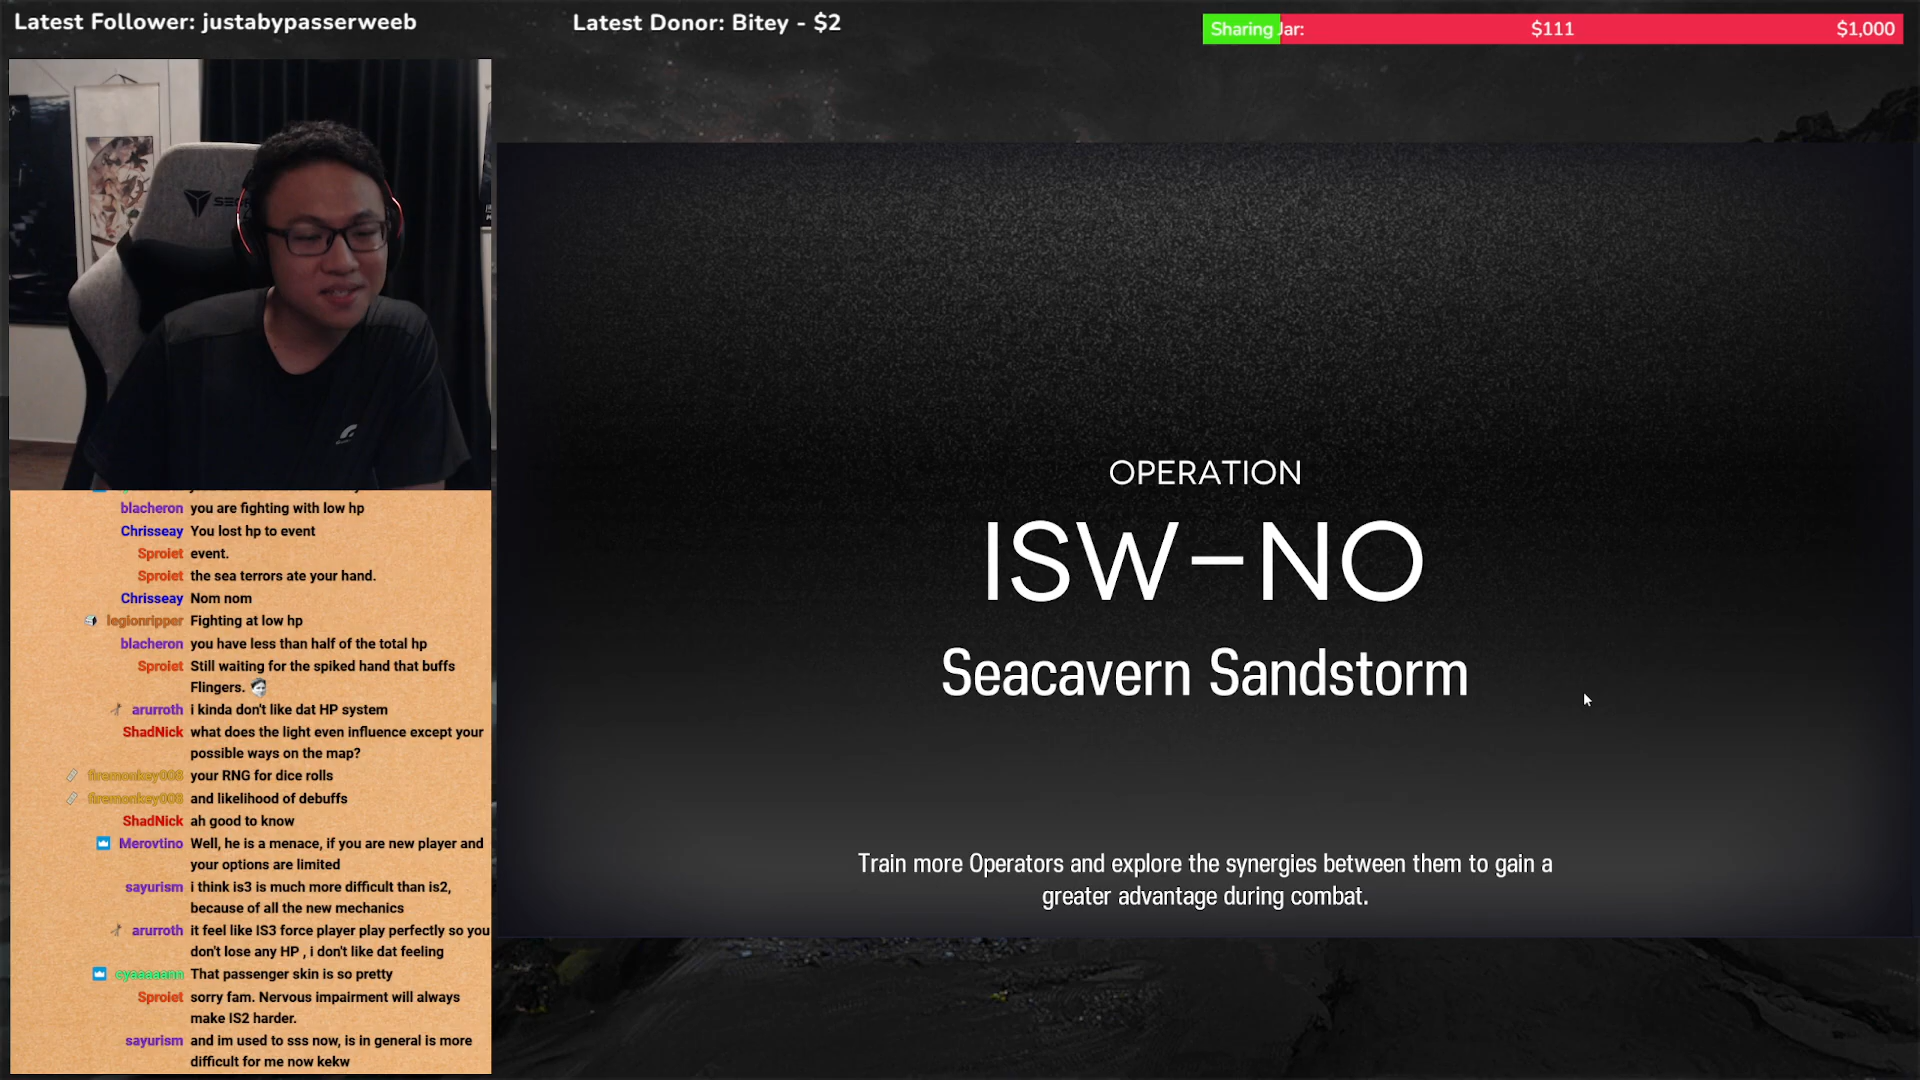 Latest Follower: justabypasserweeb
Latest Donor: Bitey - $2
Sharing Jar:
$111
$1,000
blacheron you are fighting with low hp
Chrisseay You lost hp to event
Sproiet event.
Sproiet the sea terrors ate your hand.
Chrisseay Nom nom
legionripper Fighting at low hp
blacheron you have less than half of the total hp
Sproiet Still waiting for the spiked hand that buffs
Flingers.
arurroth i kinda don't like dat HP system
ShadNick what does the light even influence except your
possible ways on the map?
firemonkey008 your RNG for dice rolls
firemonkey008 and likelihood of debuffs
ShadNick ah good to know
Merovtino Well, he is a menace, if you are new player and
your options are limited
sayurism i think is3 is much more difficult than is2,
because of all the new mechanics
arurroth it feel like IS3 force player play perfectly so you
don't lose any HP , i don't like dat feeling
cyaaaaann That passenger skin is so pretty
Sproiet sorry fam. Nervous impairment will always
make IS2 harder.
sayurism and im used to sss now, is in general is more
difficult for me now kekw
OPERATION
ISW-NO
Seacavern Sandstorm
Train more Operators and explore the synergies between them to gain a
greater advantage during combat.